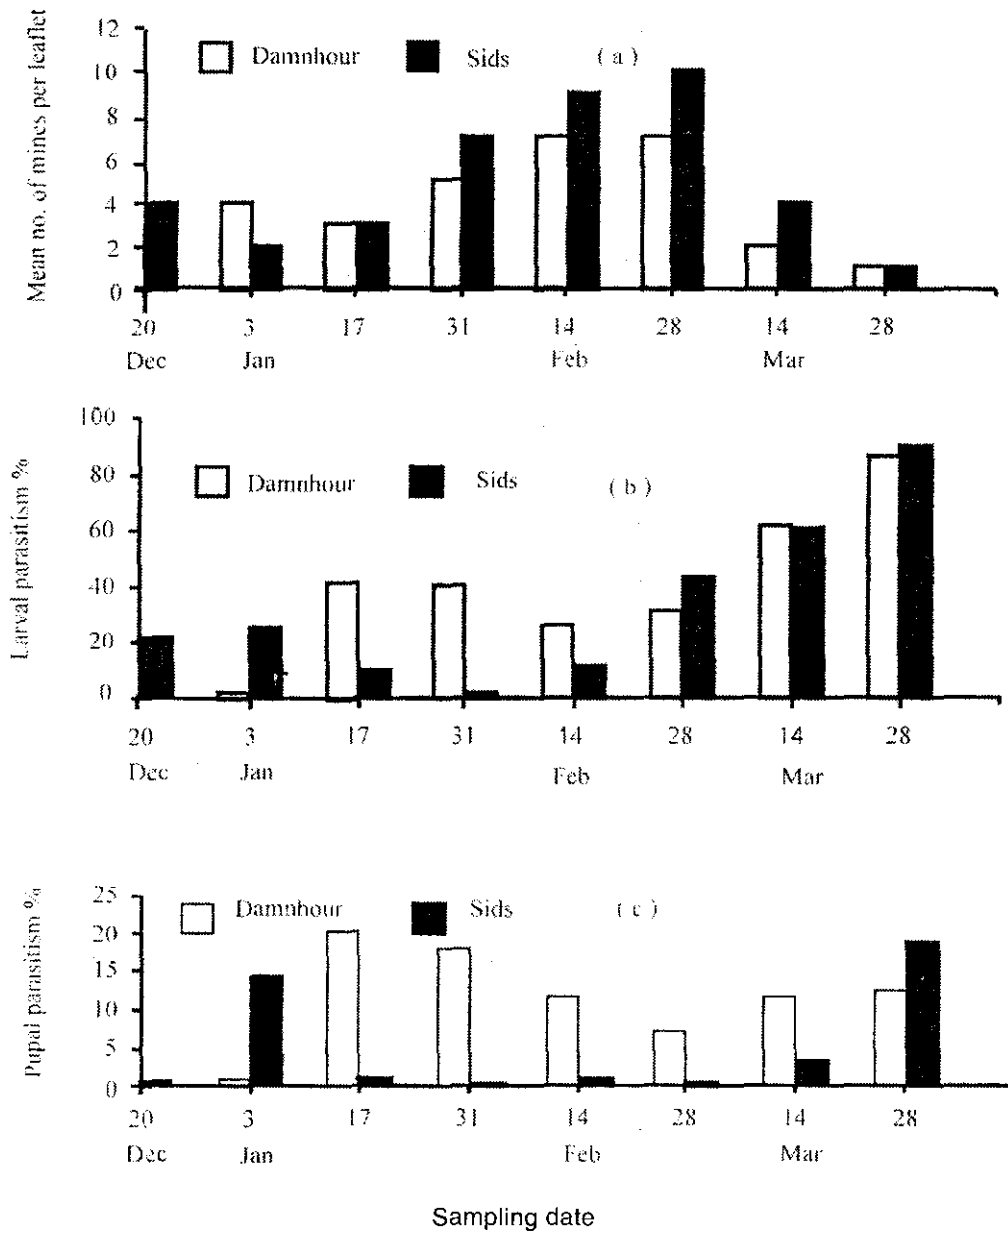 Mean no. of mines per leaflet
12
10
8
6
4
2
0
Damnhour Sids ( a )
20 3 17 31 14 28 14 28
Dec Jan Feb Mar
Larval parasitism %
100
80
60
40
20
0
Damnhour Sids ( b )
20 3 17 31 14 28 14 28
Dec Jan Feb Mar
Pupal parasitism %
25
20
15
10
5
0
Damnhour Sids ( c )
20 3 17 31 14 28 14 28
Dec Jan Feb Mar
Sampling date